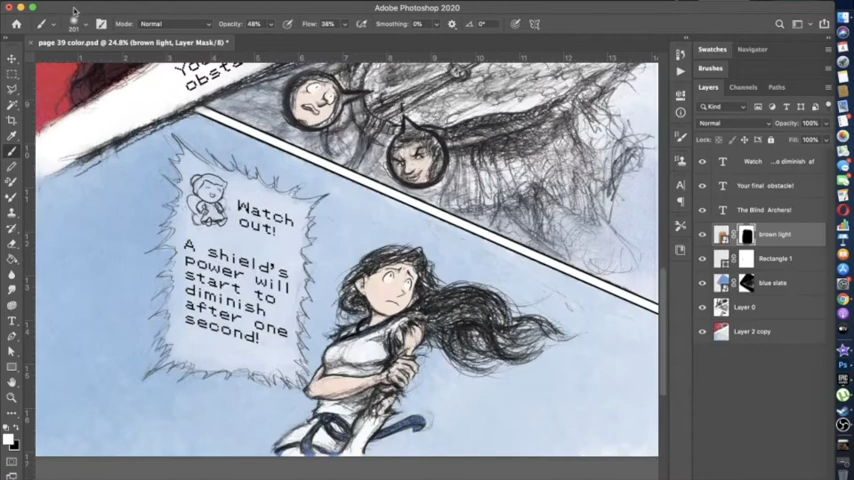 Adobe Photoshop 2020
201 Mode: Normal Opacity: 48% Flow: 38% Smoothing: 0% 0°
page 39 color.psd @ 24.8% (brown light, Layer Mask/8) *
Swatches Navigator
Brushes
Layers Channels Paths
Kind
Normal Opacity: 100%
Lock: Fill: 100%
Watch ...o diminish af
Your final obstacle!
The Blind Archers!
brown light
Rectangle 1
blue slate
Layer 0
Layer 2 copy
Watch
out!
A shield's
power will
start to
diminish
after one
second!